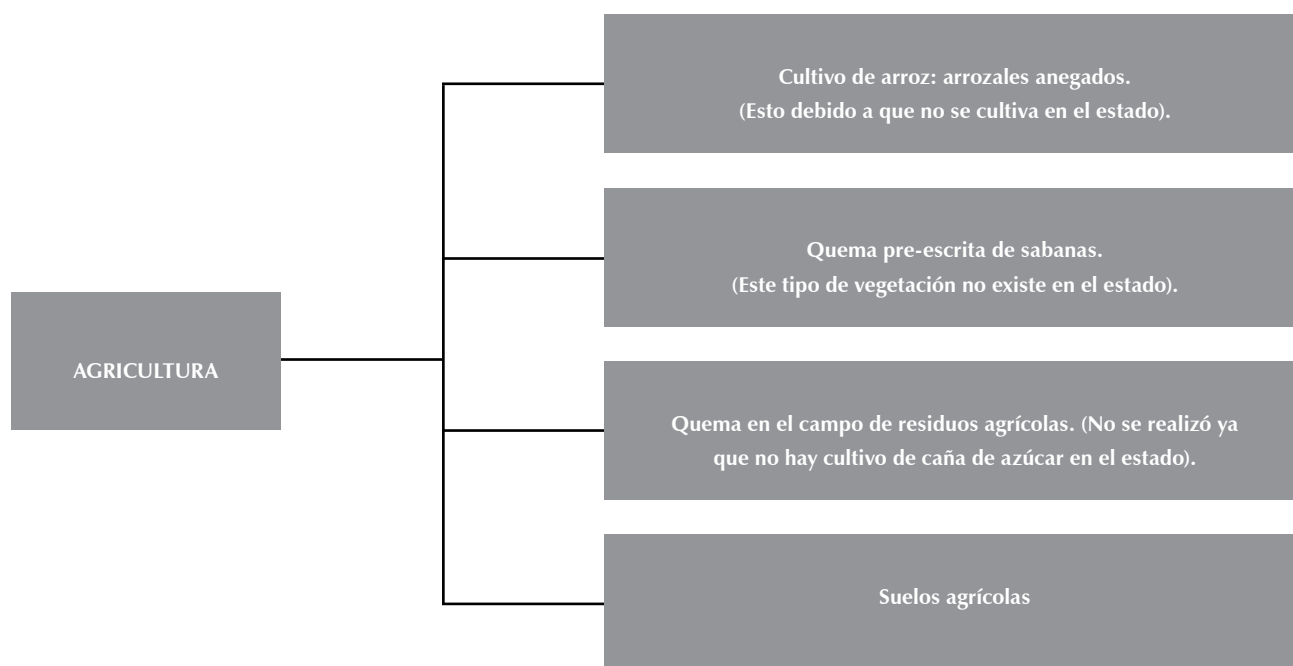 Cultivo de arroz: arrozales anegados.
(Esto debido a que no se cultiva en el estado).
Quema pre-escrita de sabanas.
(Este tipo de vegetación no existe en el estado).
AGRICULTURA
Quema en el campo de residuos agrícolas. (No se realizó ya
que no hay cultivo de caña de azúcar en el estado).
Suelos agrícolas